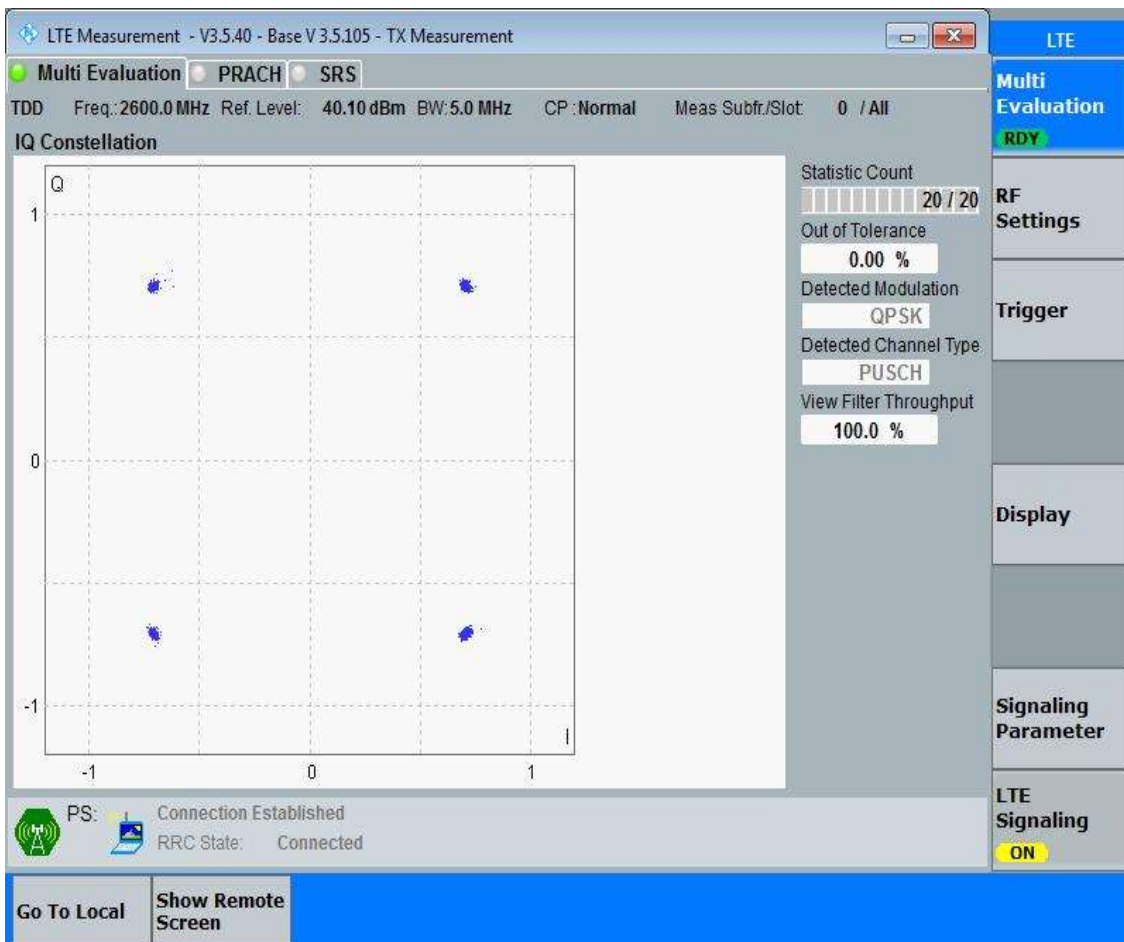 LTE Measurement - V3.5.40 - Base V 3.5.105 - TX Measurement
LTE
Multi Evaluation PRACH SRS
Multi
Evaluation
RDY
TDD Freq.: 2600.0 MHz Ref. Level: 40.10 dBm BW: 5.0 MHz CP : Normal Meas Subfr./Slot: 0 / All
IQ Constellation
Q
1
0
-1
I
-1 0 1
Statistic Count
20 / 20
Out of Tolerance
0.00 %
Detected Modulation
QPSK
Detected Channel Type
PUSCH
View Filter Throughput
100.0 %
RF
Settings
Trigger
Display
Signaling
Parameter
LTE
Signaling
ON
PS: Connection Established
RRC State: Connected
Go To Local
Show Remote
Screen